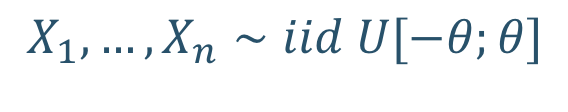 X₁, …, Xₙ ~ iid U[−θ; θ]